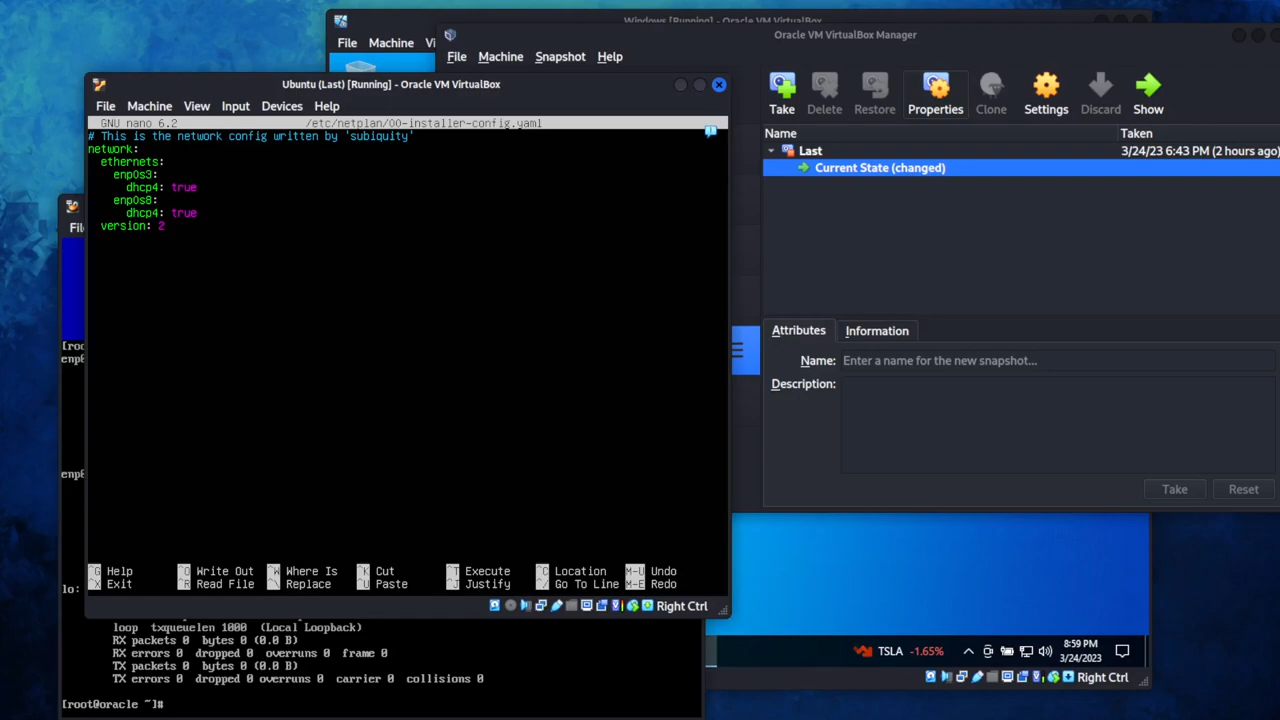 Windows [Running] - Oracle VM VirtualBox
File Machine Vi
Oracle VM VirtualBox Manager
File Machine Snapshot Help
Take Delete Restore Properties Clone Settings Discard Show
Name Taken
Last 3/24/23 6:43 PM (2 hours ago)
Current State (changed)
Attributes Information
Name: Enter a name for the new snapshot...
Description:
Take Reset
Ubuntu (Last) [Running] - Oracle VM VirtualBox
File Machine View Input Devices Help
GNU nano 6.2 /etc/netplan/00-installer-config.yaml
# This is the network config written by 'subiquity'
network:
ethernets:
enp0s3:
dhcp4: true
enp0s8:
dhcp4: true
version: 2
^G Help ^O Write Out ^W Where Is ^K Cut ^T Execute ^C Location M-U Undo
^X Exit ^R Read File ^\ Replace ^U Paste ^J Justify ^/ Go To Line M-E Redo
Right Ctrl
Fil
[roo
enp0
enp0
lo:
loop txqueuelen 1000 (Local Loopback)
RX packets 0 bytes 0 (0.0 B)
RX errors 0 dropped 0 overruns 0 frame 0
TX packets 0 bytes 0 (0.0 B)
TX errors 0 dropped 0 overruns 0 carrier 0 collisions 0
[root@oracle ~]#
TSLA -1.65%
8:59 PM
3/24/2023
Right Ctrl